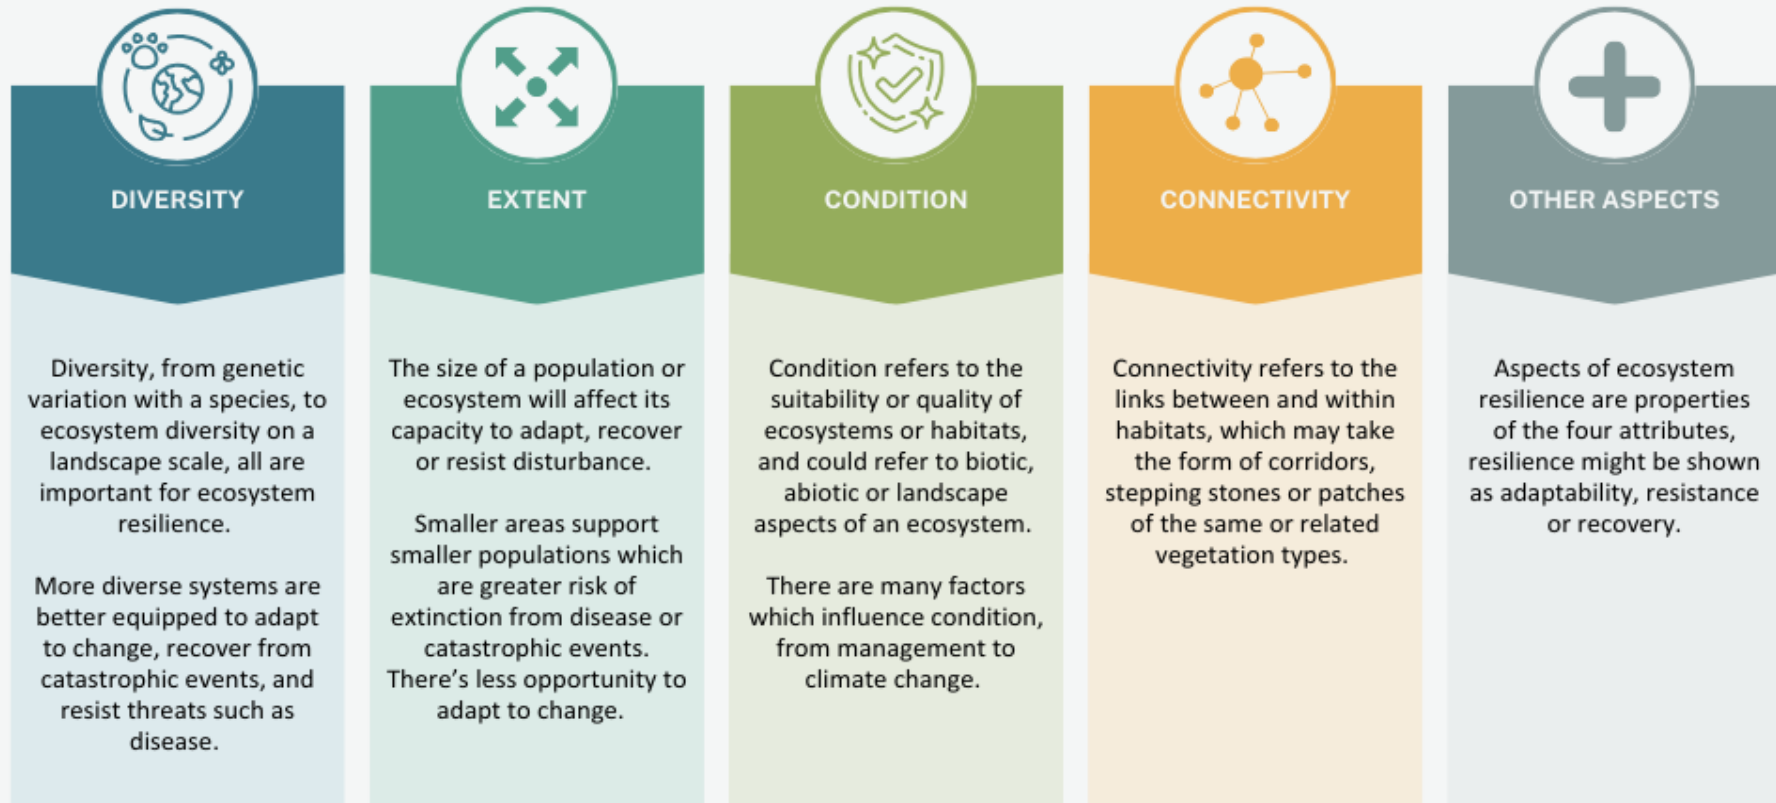 DIVERSITY
Diversity, from genetic
variation with a species, to
ecosystem diversity on a
landscape scale, all are
important for ecosystem
resilience.
More diverse systems are
better equipped to adapt
to change, recover from
catastrophic events, and
resist threats such as
disease.
EXTENT
The size of a population or
ecosystem will affect its
capacity to adapt, recover
or resist disturbance.
Smaller areas support
smaller populations which
are greater risk of
extinction from disease or
catastrophic events.
There’s less opportunity to
adapt to change.
CONDITION
Condition refers to the
suitability or quality of
ecosystems or habitats,
and could refer to biotic,
abiotic or landscape
aspects of an ecosystem.
There are many factors
which influence condition,
from management to
climate change.
CONNECTIVITY
Connectivity refers to the
links between and within
habitats, which may take
the form of corridors,
stepping stones or patches
of the same or related
vegetation types.
OTHER ASPECTS
Aspects of ecosystem
resilience are properties
of the four attributes,
resilience might be shown
as adaptability, resistance
or recovery.